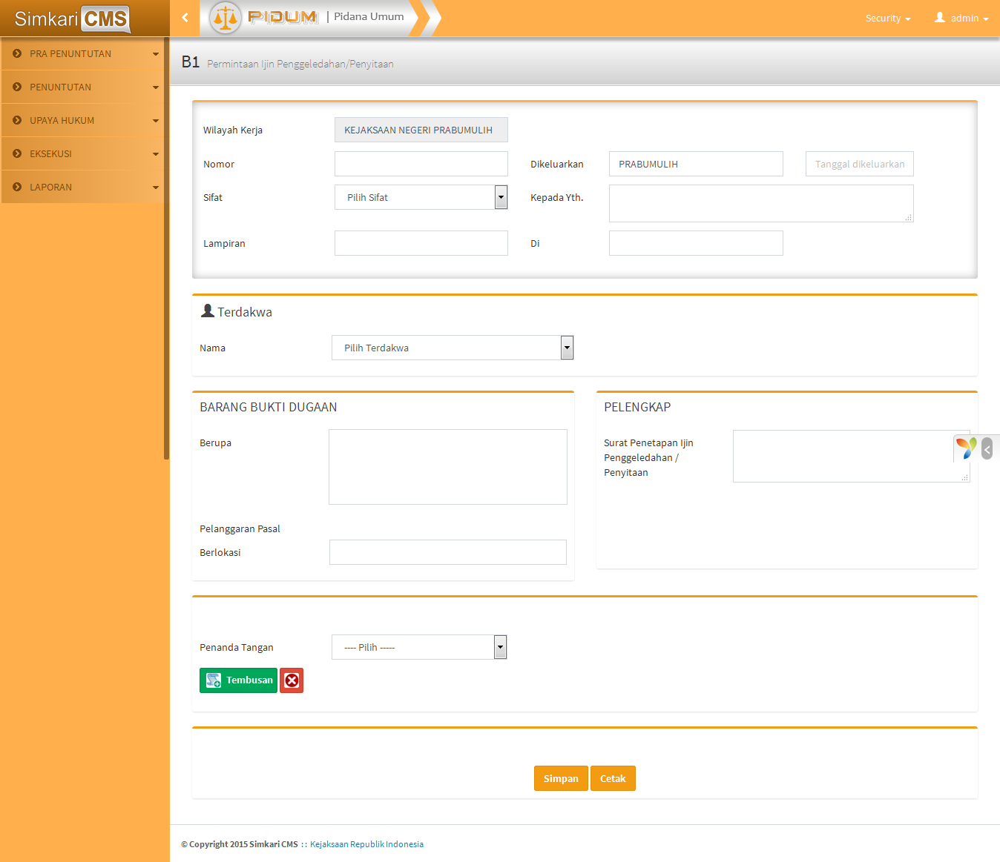 Simkari CMS
PIDUM | Pidana Umum
Security
admin
PRA PENUNTUTAN
PENUNTUTAN
UPAYA HUKUM
EKSEKUSI
LAPORAN
B1 Permintaan Ijin Penggeledahan/Penyitaan
Wilayah Kerja KEJAKSAAN NEGERI PRABUMULIH
Nomor Dikeluarkan PRABUMULIH Tanggal dikeluarkan
Sifat Pilih Sifat Kepada Yth.
Lampiran Di
Terdakwa
Nama Pilih Terdakwa
BARANG BUKTI DUGAAN
Berupa
Pelanggaran Pasal
Berlokasi
PELENGKAP
Surat Penetapan Ijin
Penggeledahan /
Penyitaan
Penanda Tangan ---- Pilih -----
Tembusan
Simpan Cetak
© Copyright 2015 Simkari CMS :: Kejaksaan Republik Indonesia